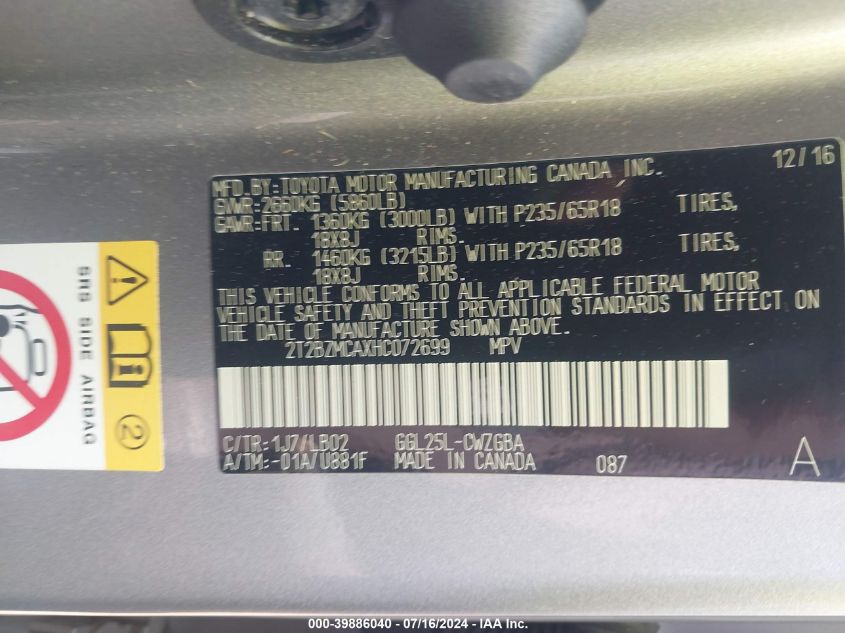 12/16
MFD.BY:TOYOTA MOTOR MANUFACTURING CANADA INC.
GVWR-2660KG (5860LB)
GAWR:FRT. 1360KG (3000LB) WITH P235/65R18 TIRES,
18X8J RIMS.
RR. 1460KG (3215LB) WITH P235/65R18 TIRES,
18X8J RIMS.
THIS VEHICLE CONFORMS TO ALL APPLICABLE FEDERAL MOTOR
VEHICLE SAFETY AND THEFT PREVENTION STANDARDS IN EFFECT ON
THE DATE OF MANUFACTURE SHOWN ABOVE.
2T2BZMCAXHC072699 MPV
C/TR:1J7/LB02 GGL25L-CWZGBA
A/TM:-01A/U881F MADE IN CANADA 087 A
SRS SIDE AIRBAG
2
000-39886040 - 07/16/2024 - IAA Inc.